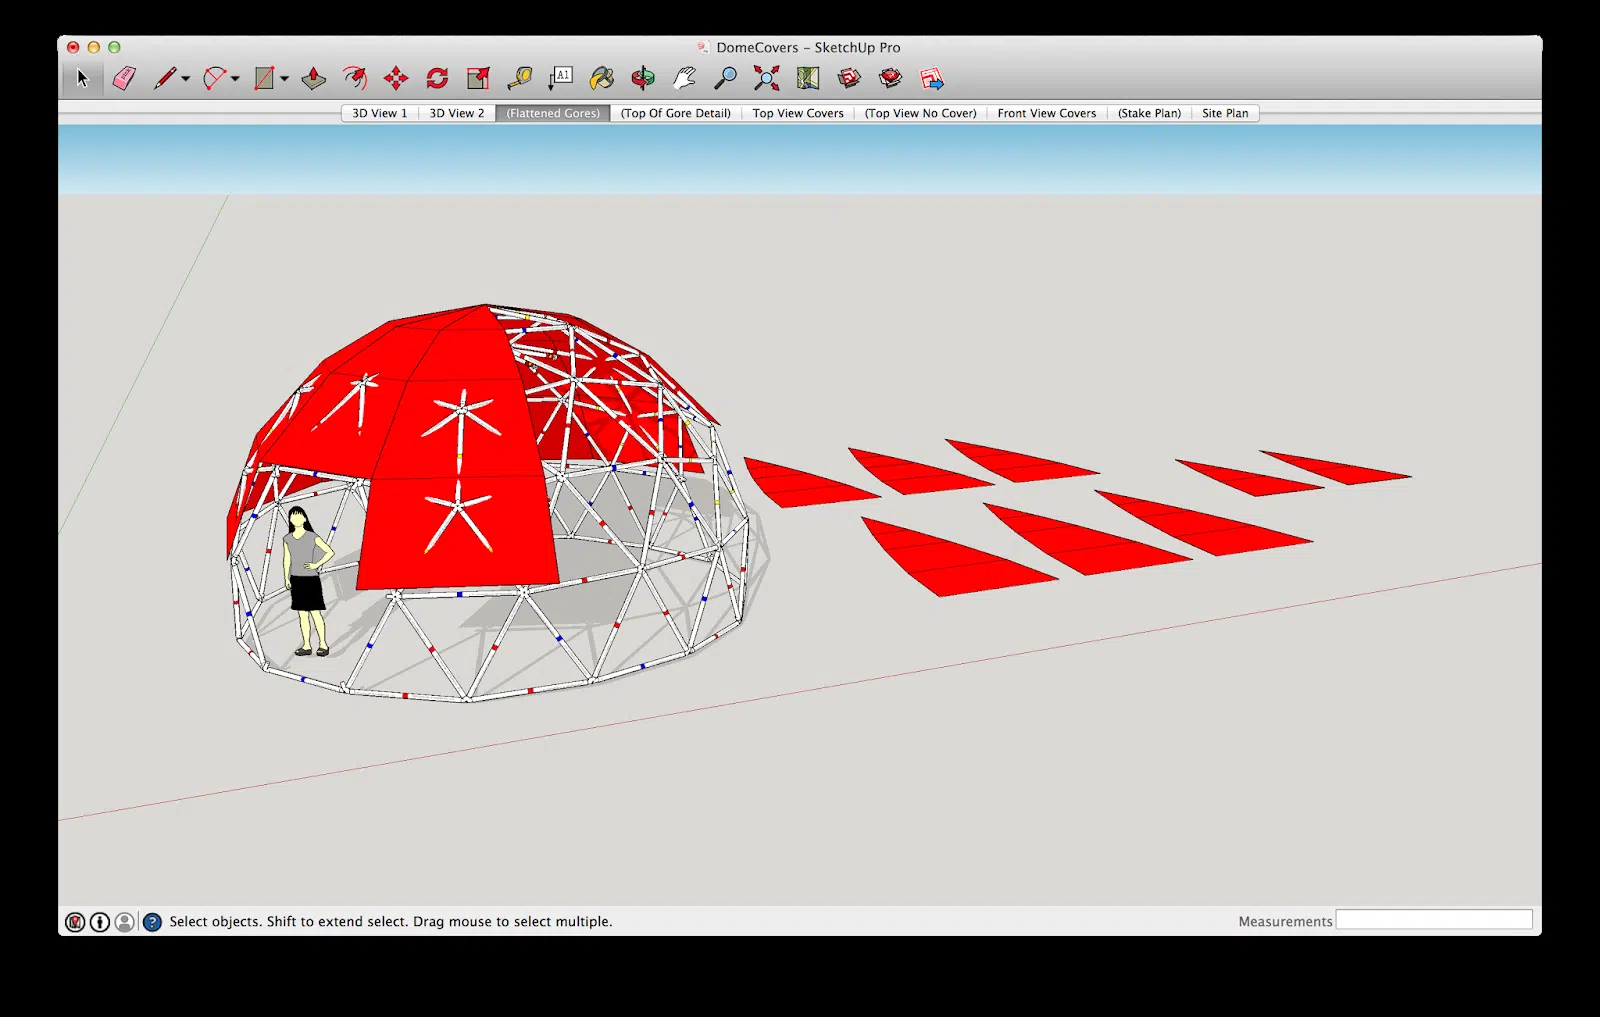 DomeCovers - SketchUp Pro
A1
3D View 1 3D View 2 (Flattened Gores) (Top Of Gore Detail) Top View Covers (Top View No Cover) Front View Covers (Stake Plan) Site Plan
? Select objects. Shift to extend select. Drag mouse to select multiple. Measurements